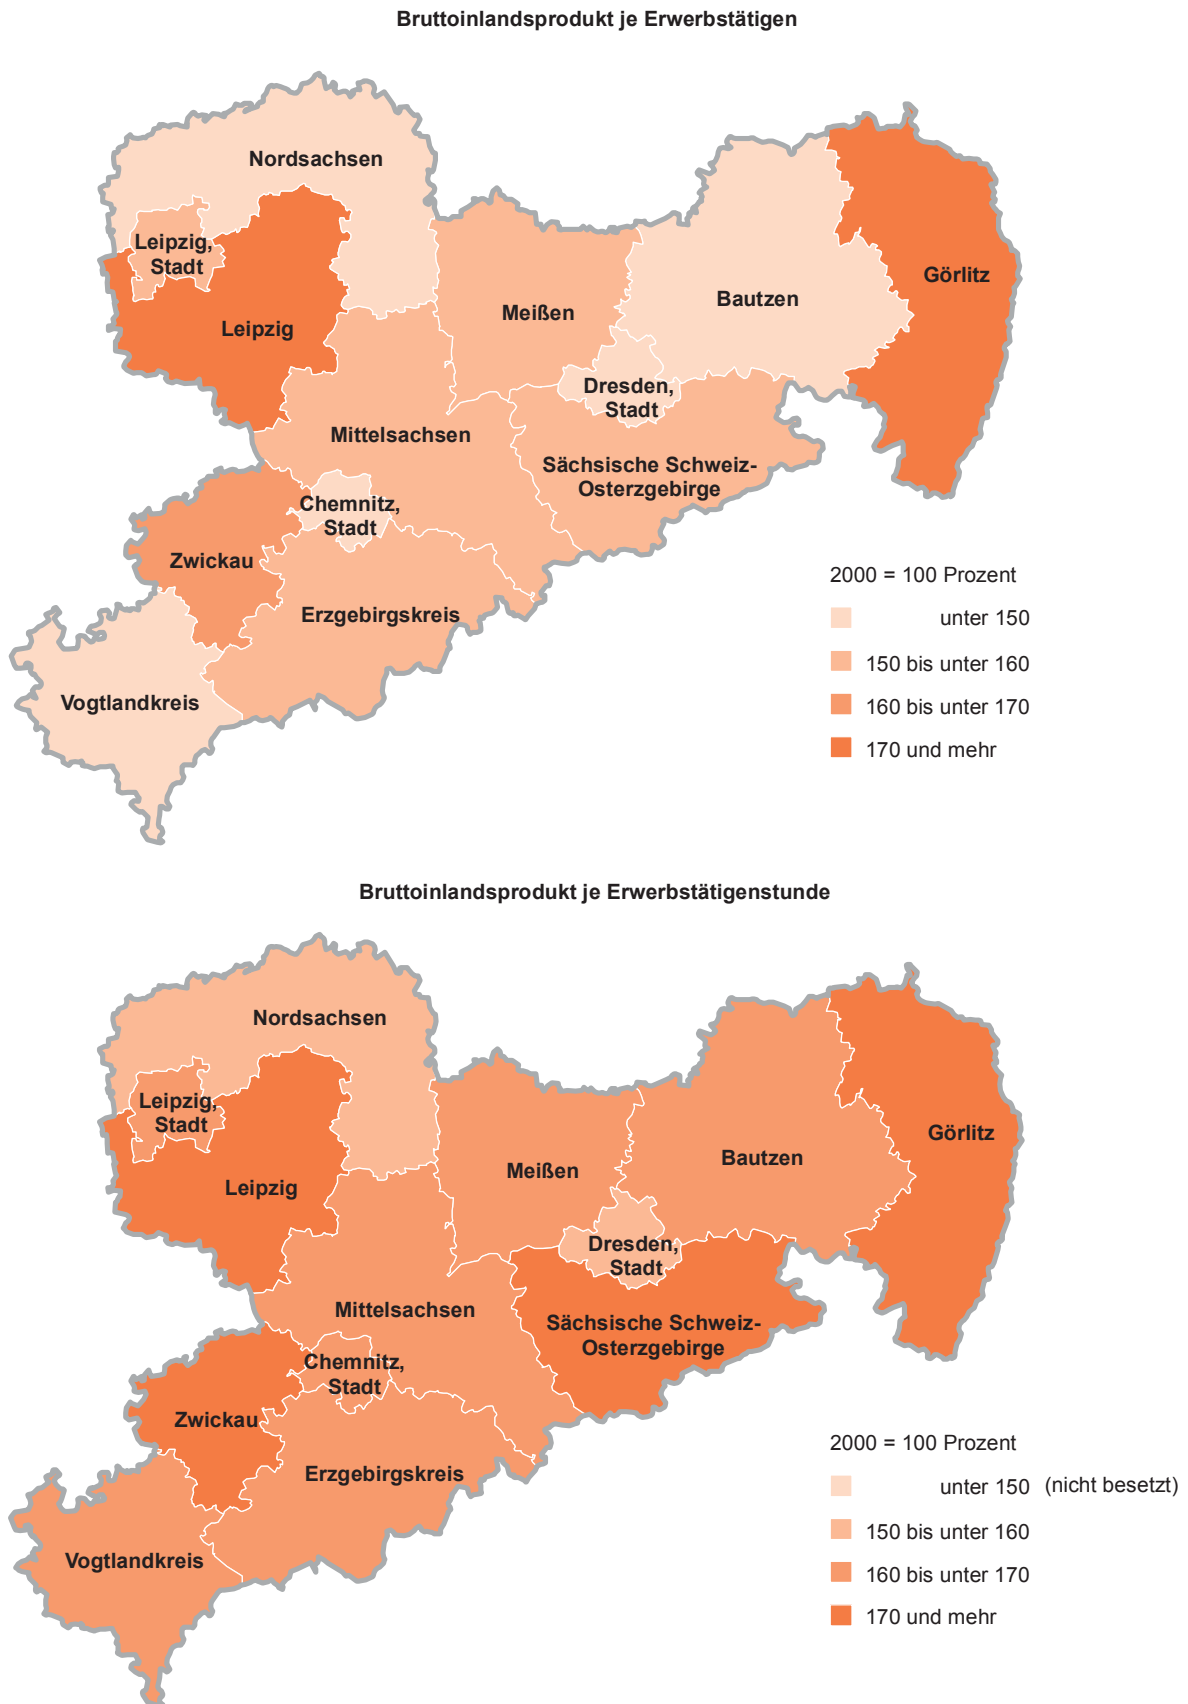 Bruttoinlandsprodukt je Erwerbstätigen
Nordsachsen
Leipzig,
Stadt
Görlitz
Bautzen
Meißen
Leipzig
Dresden,
Stadt
Mittelsachsen
Sächsische Schweiz-
Osterzgebirge
Chemnitz,
Stadt
Zwickau
Erzgebirgskreis
Vogtlandkreis
2000 = 100 Prozent
unter 150
150 bis unter 160
160 bis unter 170
170 und mehr
Bruttoinlandsprodukt je Erwerbstätigenstunde
Nordsachsen
Leipzig,
Stadt
Görlitz
Bautzen
Meißen
Leipzig
Dresden,
Stadt
Mittelsachsen
Sächsische Schweiz-
Osterzgebirge
Chemnitz,
Stadt
Zwickau
Erzgebirgskreis
Vogtlandkreis
2000 = 100 Prozent
unter 150 (nicht besetzt)
150 bis unter 160
160 bis unter 170
170 und mehr